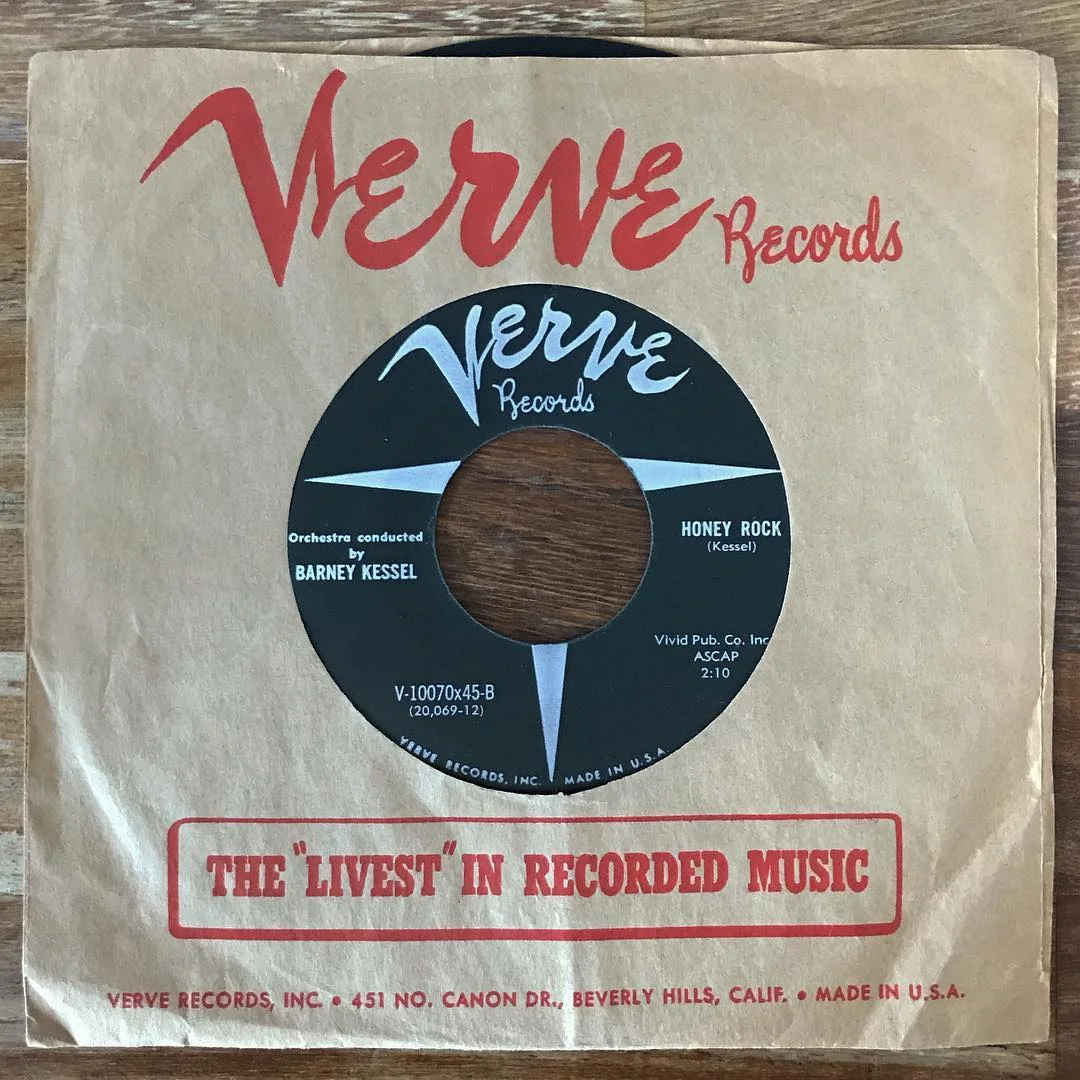 Verve Records
Verve
Records
Orchestra conducted
by
BARNEY KESSEL
HONEY ROCK
(Kessel)
Vivid Pub. Co. Inc
ASCAP
2:10
V-10070x45-B
(20,069-12)
VERVE RECORDS, INC. MADE IN U.S.A.
THE "LIVEST" IN RECORDED MUSIC
VERVE RECORDS, INC. • 451 NO. CANON DR., BEVERLY HILLS, CALIF. • MADE IN U.S.A.